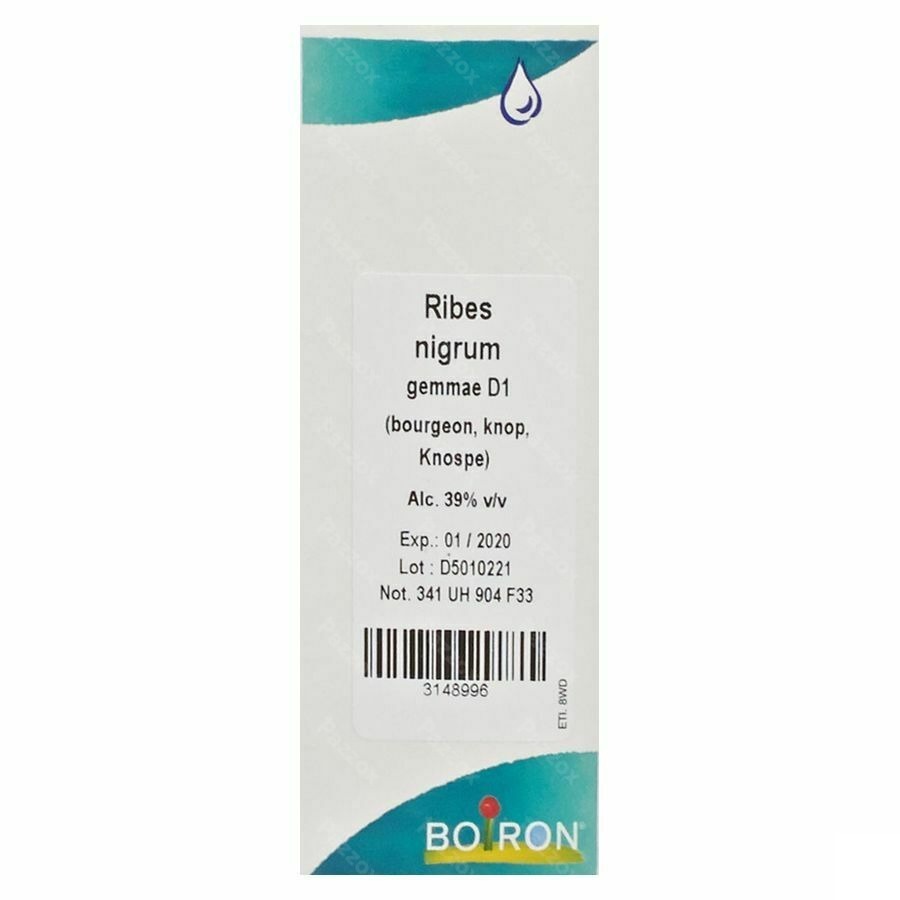 Ribes
nigrum
gemmae D1
(bourgeon, knop,
Knospe)
Alc. 39% v/v
Exp.: 01 / 2020
Lot : D5010221
Not. 341 UH 904 F33
3148996
ETI. 8WD
BOIRON®